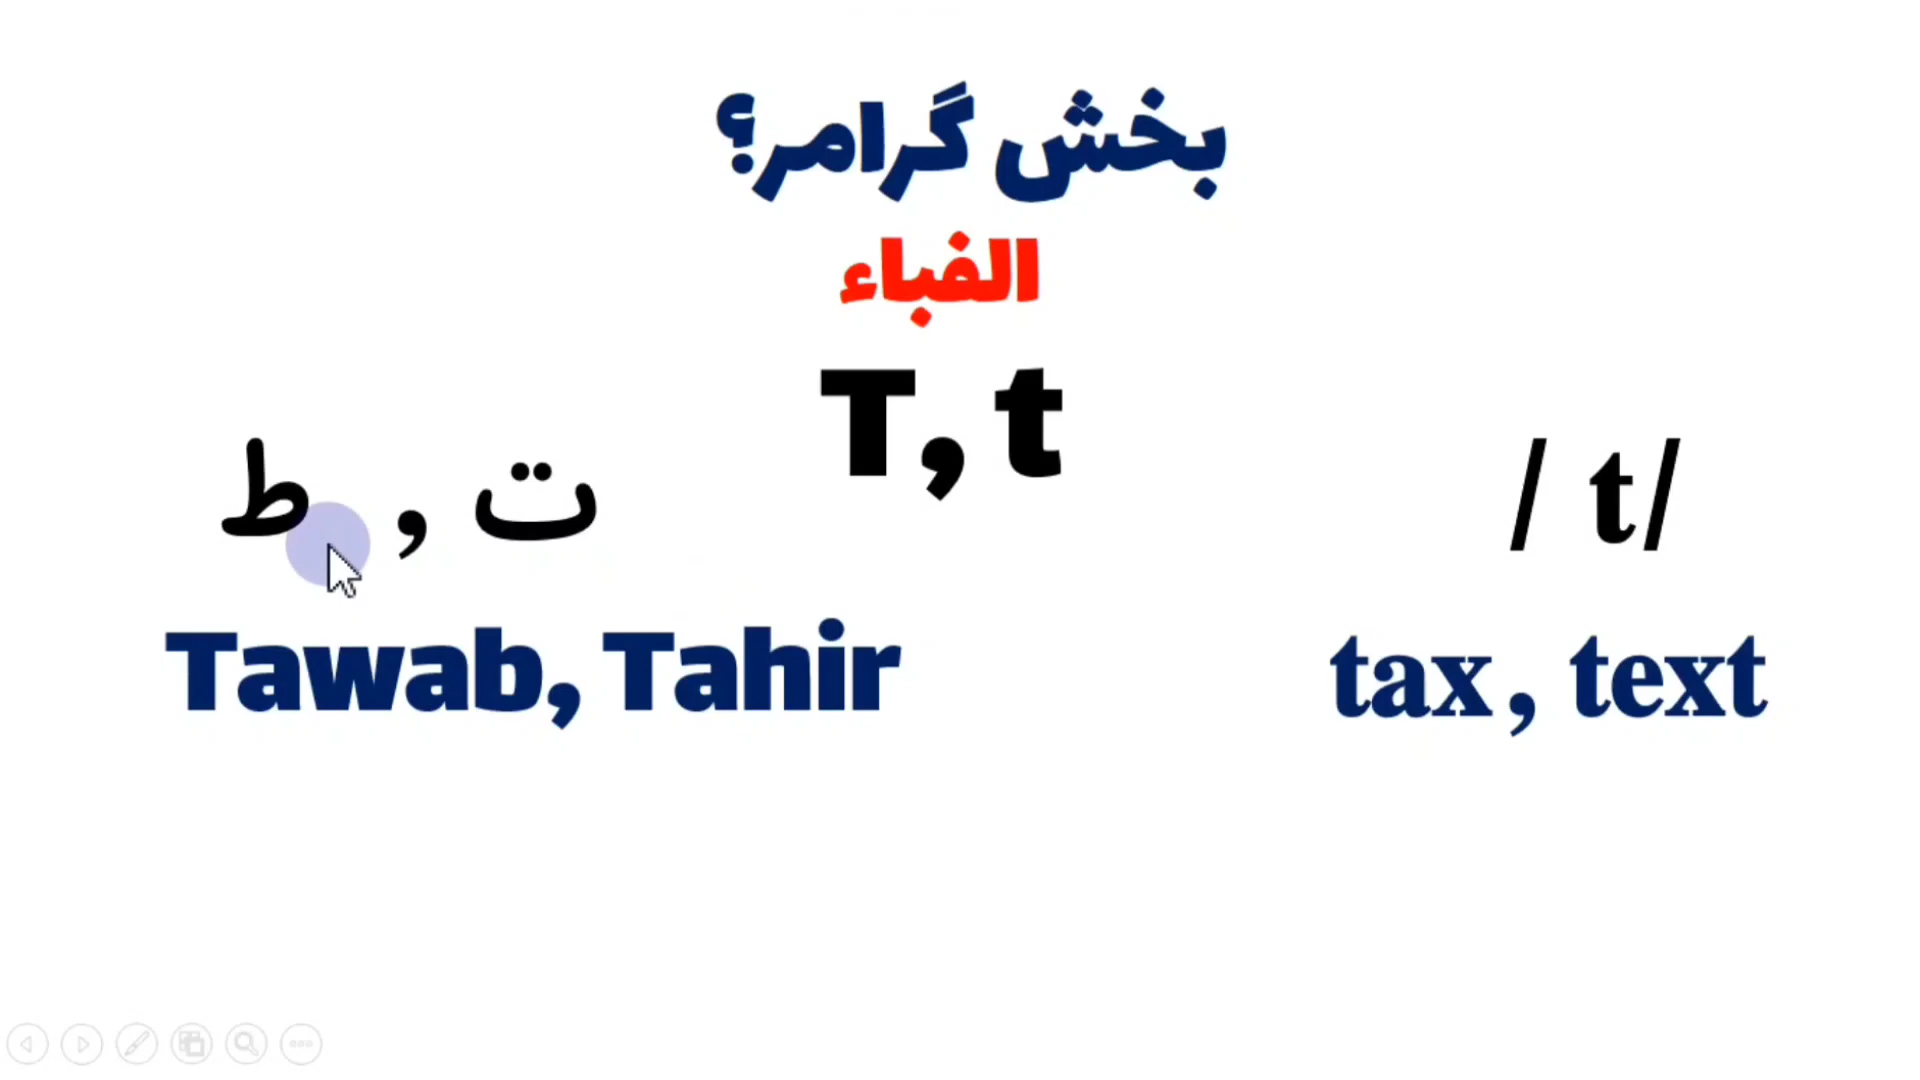 بخش گرامر؟
الفباء
T, t
ت , ط
/ t/
Tawab, Tahir
tax, text